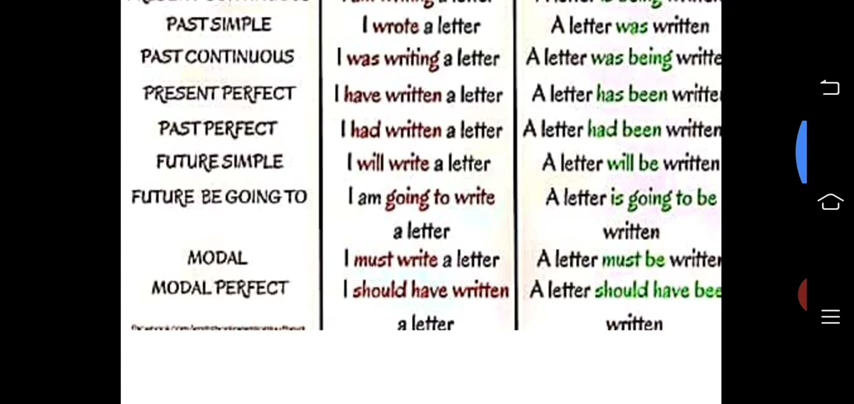 PAST SIMPLE I wrote a letter A letter was written
PAST CONTINUOUS I was writing a letter A letter was being writte
PRESENT PERFECT I have written a letter A letter has been writte
PAST PERFECT I had written a letter A letter had been written
FUTURE SIMPLE I will write a letter A letter will be written
FUTURE BE GOING TO I am going to write A letter is going to be
a letter written
MODAL I must write a letter A letter must be writte
MODAL PERFECT I should have written A letter should have bee
a letter written